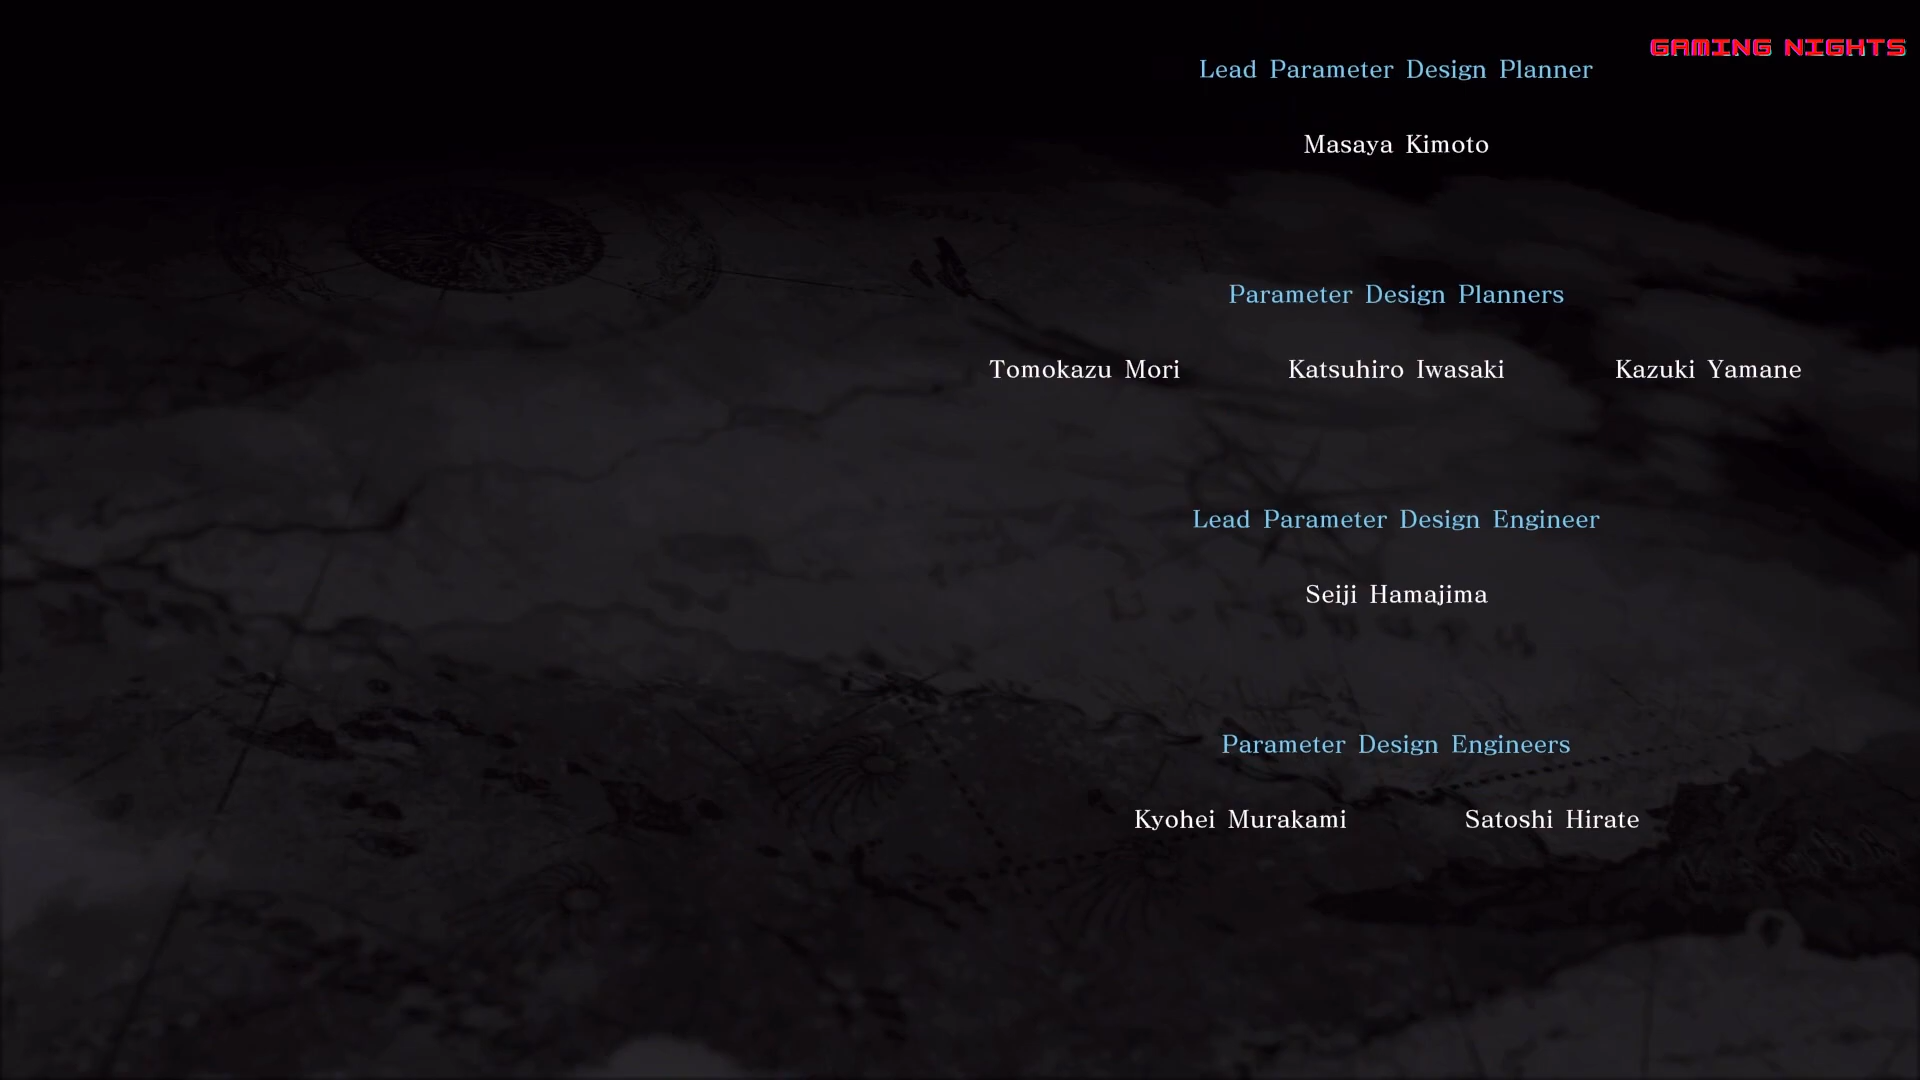 GAMING NIGHTS
Lead Parameter Design Planner
Masaya Kimoto
Parameter Design Planners
Tomokazu Mori Katsuhiro Iwasaki Kazuki Yamane
Lead Parameter Design Engineer
Seiji Hamajima
Parameter Design Engineers
Kyohei Murakami Satoshi Hirate